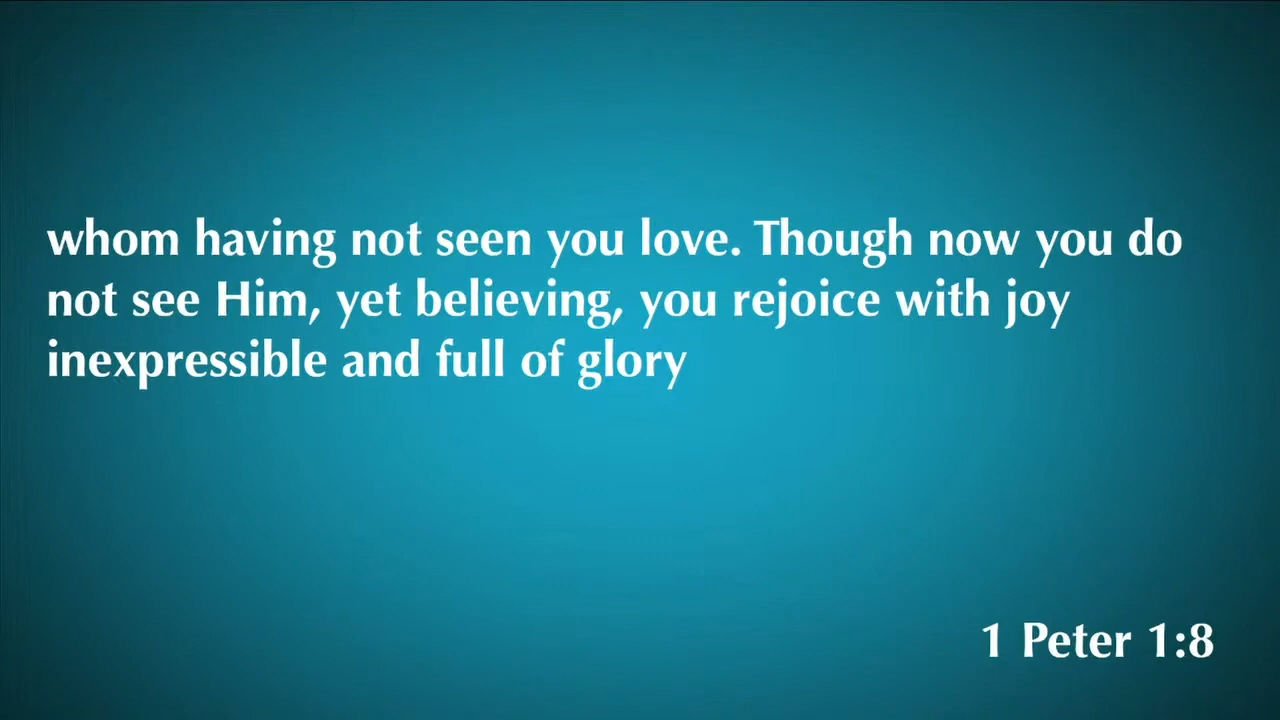 whom having not seen you love. Though now you do
not see Him, yet believing, you rejoice with joy
inexpressible and full of glory
1 Peter 1:8